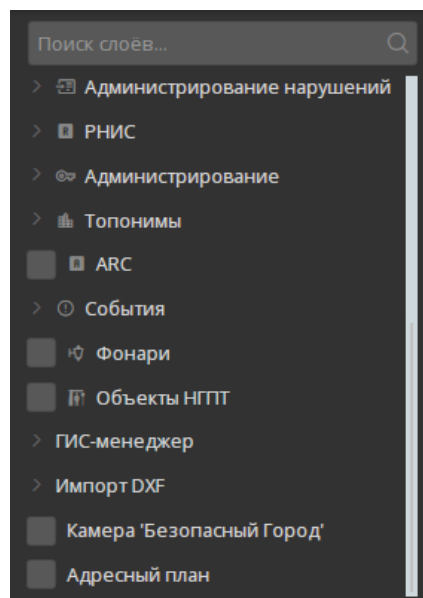 Поиск слоёв...
Администрирование нарушений
РНИС
Администрирование
Топонимы
ARC
События
Фонари
Объекты НГПТ
ГИС-менеджер
Импорт DXF
Камера 'Безопасный Город'
Адресный план